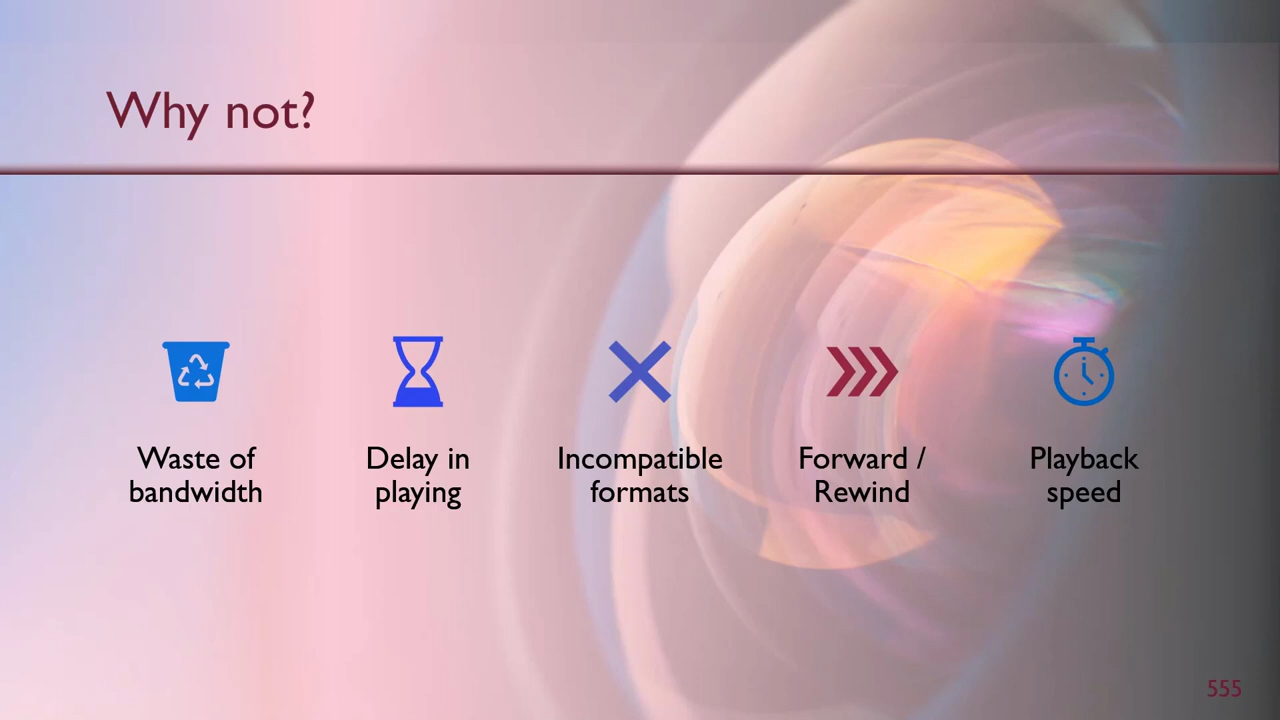 Why not?
Waste of
bandwidth
Delay in
playing
Incompatible
formats
Forward /
Rewind
Playback
speed
555